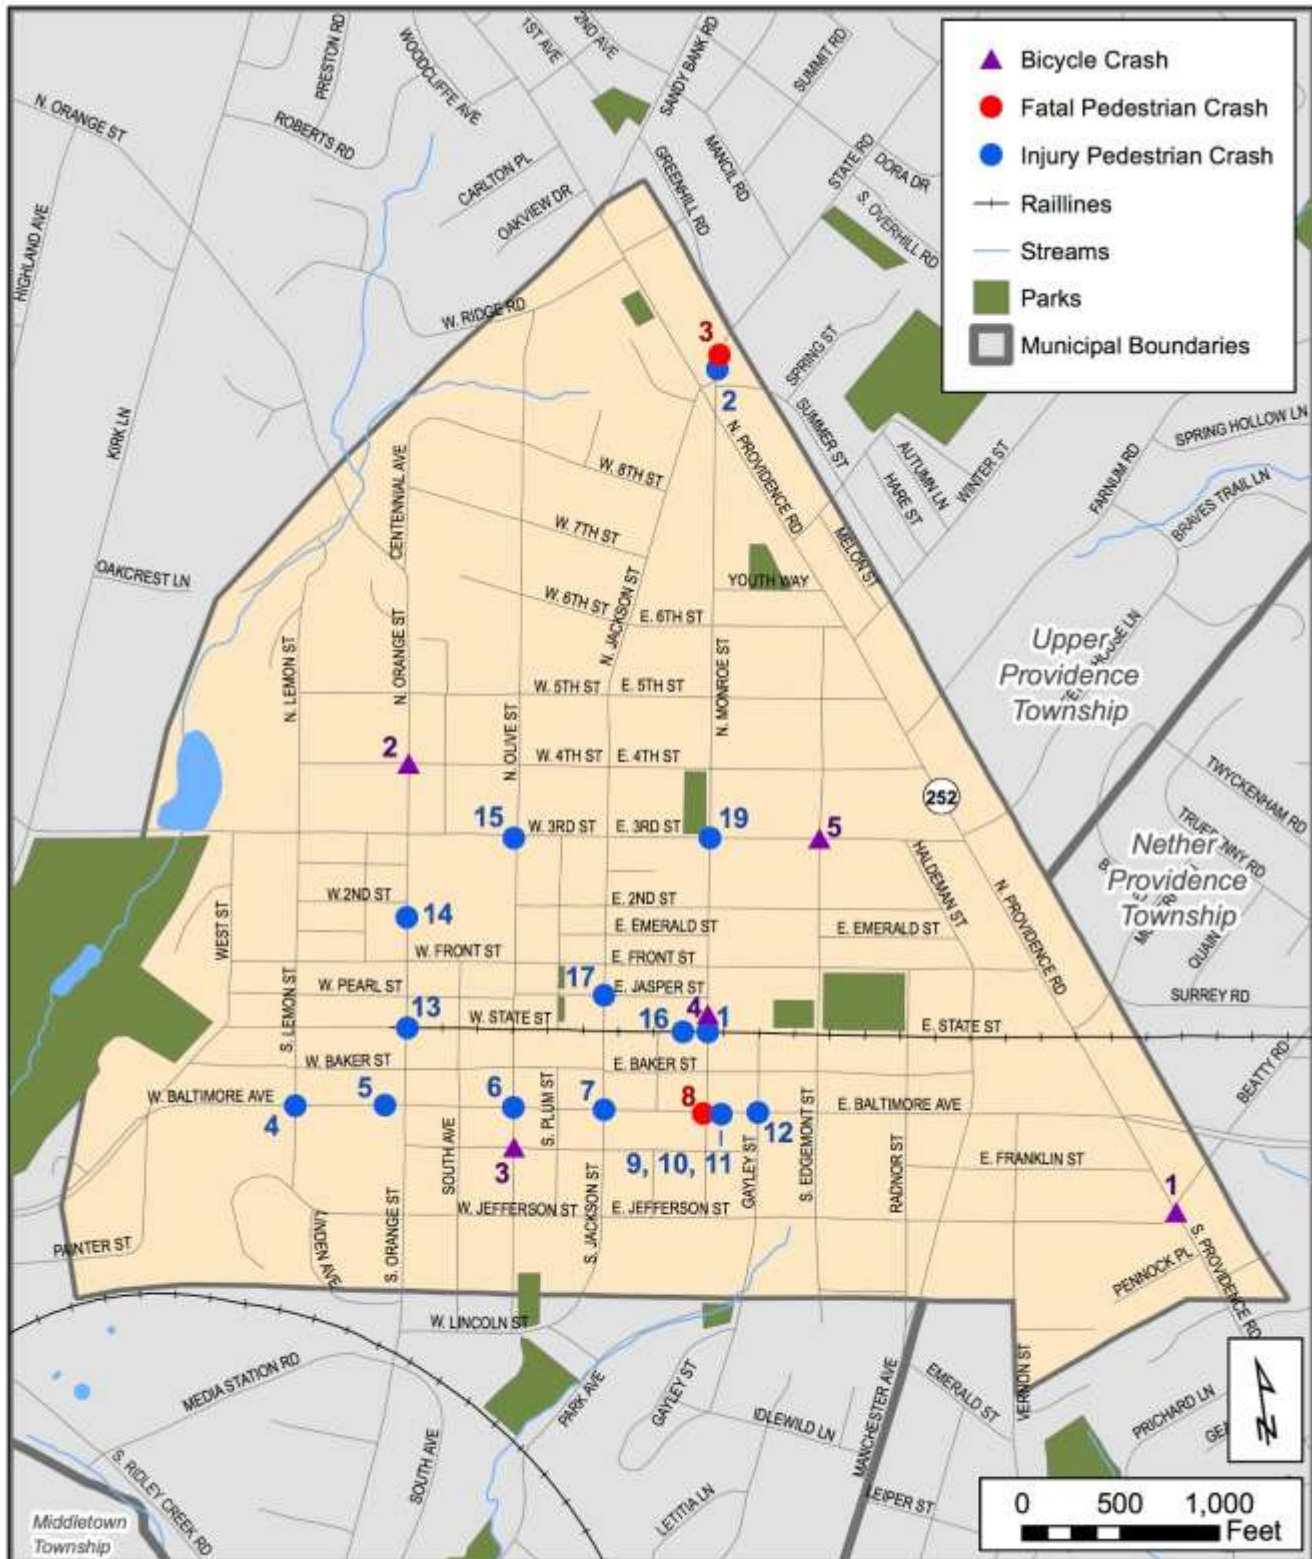 Bicycle Crash
Fatal Pedestrian Crash
Injury Pedestrian Crash
Raillines
Streams
Parks
Municipal Boundaries
PRESTON RD
WOODCLIFFE AVE
1ST AVE
2ND AVE
SANDY BANK RD
SUMMIT RD
N. ORANGE ST
ROBERTS RD
CARLTON PL
OAKVIEW DR
GREENHILL RD
MANCIL RD
STATE RD
DORA DR
S. OVERHILL RD
HIGHLAND AVE
W. RIDGE RD
3
2
SPRING ST
SUMMER ST
KIRK LN
CENTENNIAL AVE
W. 8TH ST
N. PROVIDENCE RD
AUTUMN LN
HARE ST
WINTER ST
FARNUM RD
SPRING HOLLOW LN
BRAVES TRAIL LN
W. 7TH ST
MELON ST
OAKCREST LN
W. 6TH ST
N. JACKSON ST
YOUTH WAY
E. 6TH ST
N. LEMON ST
N. ORANGE ST
N. MONROE ST
W. 5TH ST
E. 5TH ST
Upper
Providence
Township
N. OLIVE ST
2
W. 4TH ST
E. 4TH ST
252
TWYCKENHAM RD
15
W. 3RD ST
E. 3RD ST
19
5
HALDEMAN ST
Nether
Providence
Township
W. 2ND ST
14
E. 2ND ST
N. PROVIDENCE RD
WEST ST
E. EMERALD ST
E. EMERALD ST
W. FRONT ST
E. FRONT ST
QUAIN
17
W. PEARL ST
E. JASPER ST
SURREY RD
13
W. STATE ST
16
4
1
E. STATE ST
S. LEMON ST
W. BAKER ST
E. BAKER ST
BEATTY RD
W. BALTIMORE AVE
4
5
6
S. PLUM ST
7
8
12
S. EDGEMONT ST
E. BALTIMORE AVE
SOUTH AVE
3
9, 10, 11
GAYLEY ST
RADNOR ST
E. FRANKLIN ST
1
W. JEFFERSON ST
E. JEFFERSON ST
S. JACKSON ST
PAINTER ST
LINDEN AVE
S. ORANGE ST
PENNOCK PL
S. PROVIDENCE RD
W. LINCOLN ST
MEDIA STATION RD
PARK AVE
GAYLEY ST
IDLEWILD LN
MANCHESTER AVE
EMERALD ST
VERNON ST
PRICHARD LN
N
S. RIDLEY CREEK RD
SOUTH AVE
LETITIA LN
LEIPER ST
Middletown
Township
0 500 1,000
Feet